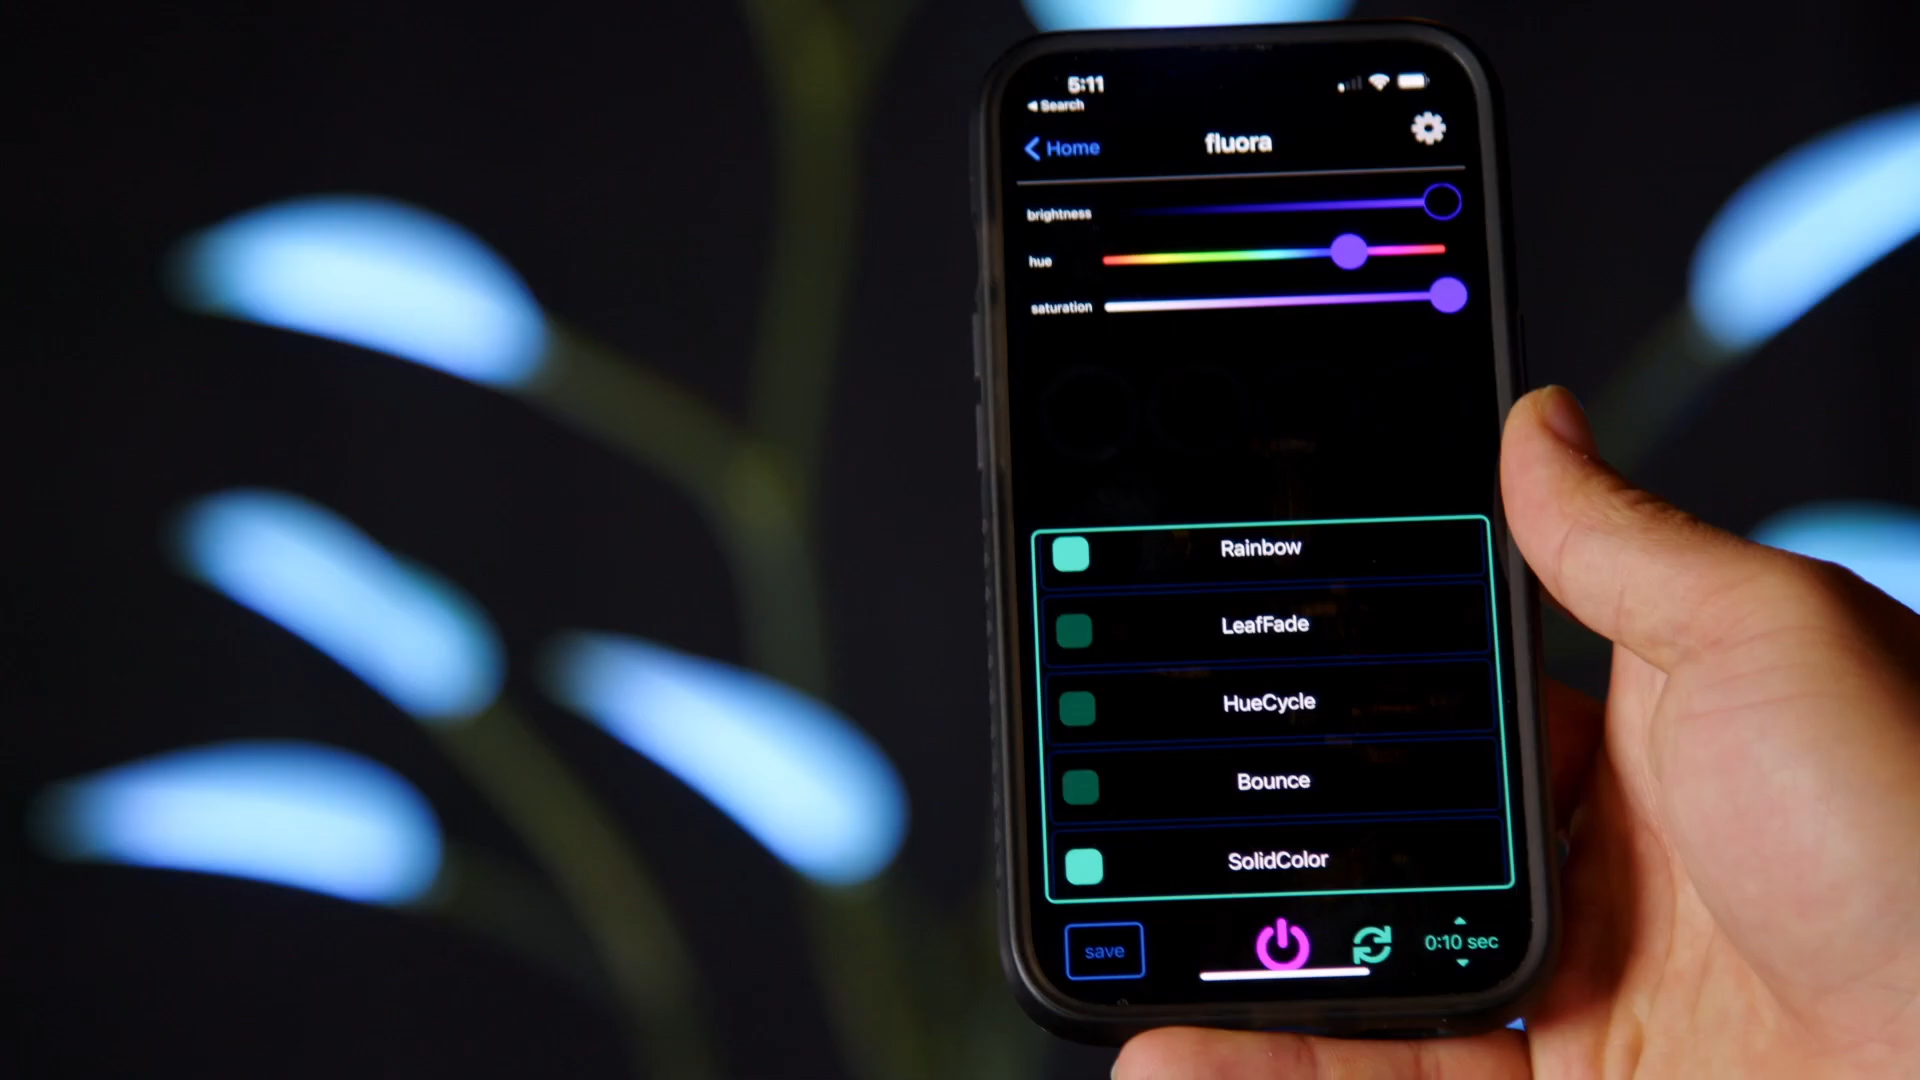 5:11
Search
Home
fluora
brightness
hue
saturation
Rainbow
LeafFade
HueCycle
Bounce
SolidColor
save
0:10 sec